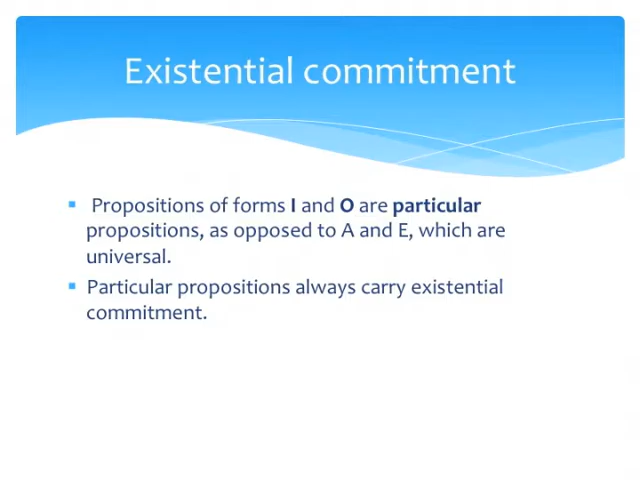 Existential commitment
▪ Propositions of forms I and O are particular
propositions, as opposed to A and E, which are
universal.
▪ Particular propositions always carry existential
commitment.